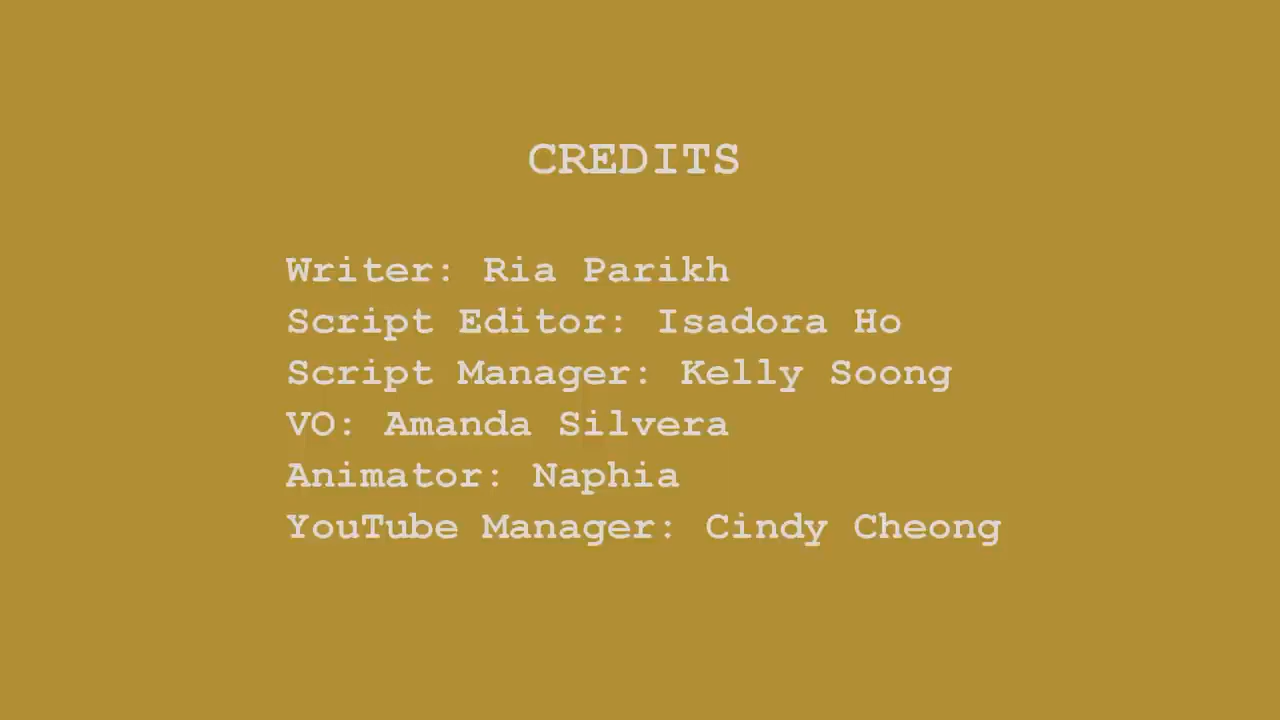 CREDITS
Writer: Ria Parikh
Script Editor: Isadora Ho
Script Manager: Kelly Soong
VO: Amanda Silvera
Animator: Naphia
YouTube Manager: Cindy Cheong